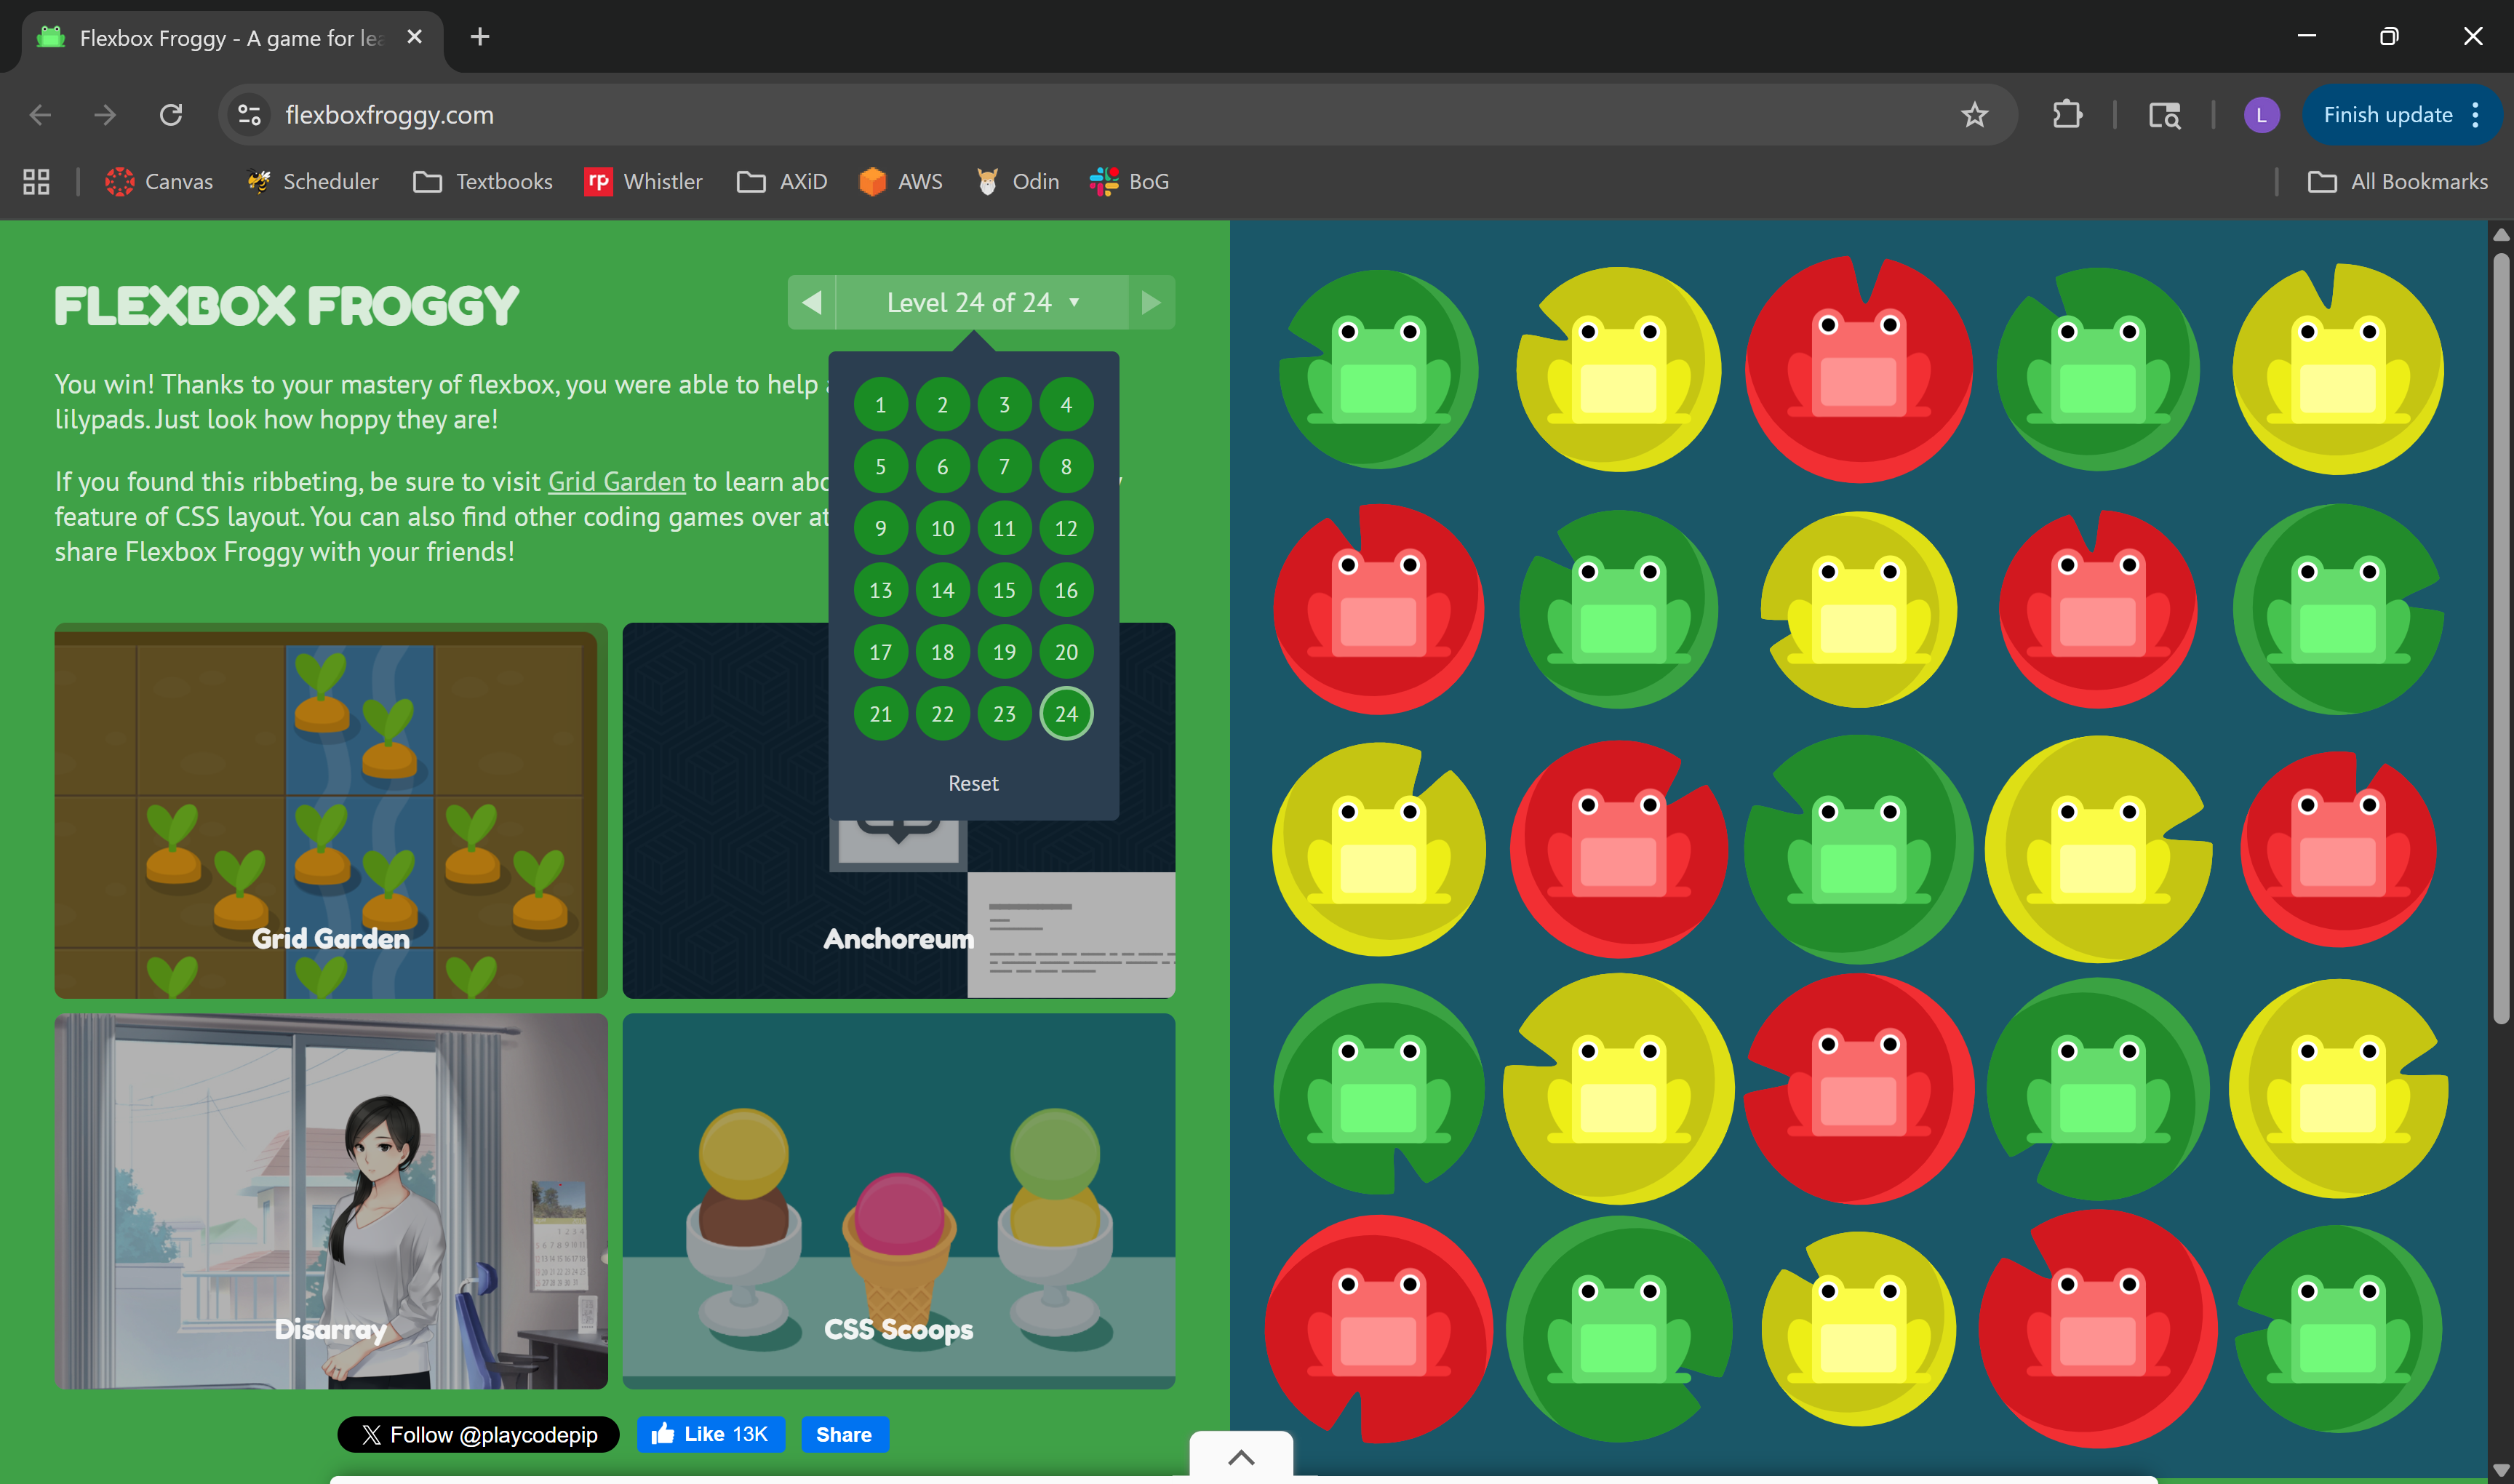 Flexbox Froggy - A game for lea
flexboxfroggy.com
L
Finish update
Canvas
Scheduler
Textbooks
rp
Whistler
AXiD
AWS
Odin
BoG
All Bookmarks
FLEXBOX FROGGY
Level 24 of 24
You win! Thanks to your mastery of flexbox, you were able to help
lilypads. Just look how hoppy they are!
If you found this ribbeting, be sure to visit Grid Garden to learn abo
feature of CSS layout. You can also find other coding games over at
share Flexbox Froggy with your friends!
1 2 3 4
5 6 7 8
9 10 11 12
13 14 15 16
17 18 19 20
21 22 23 24
Reset
Grid Garden
Anchoreum
Disarray
CSS Scoops
Follow @playcodepip
Like 13K
Share